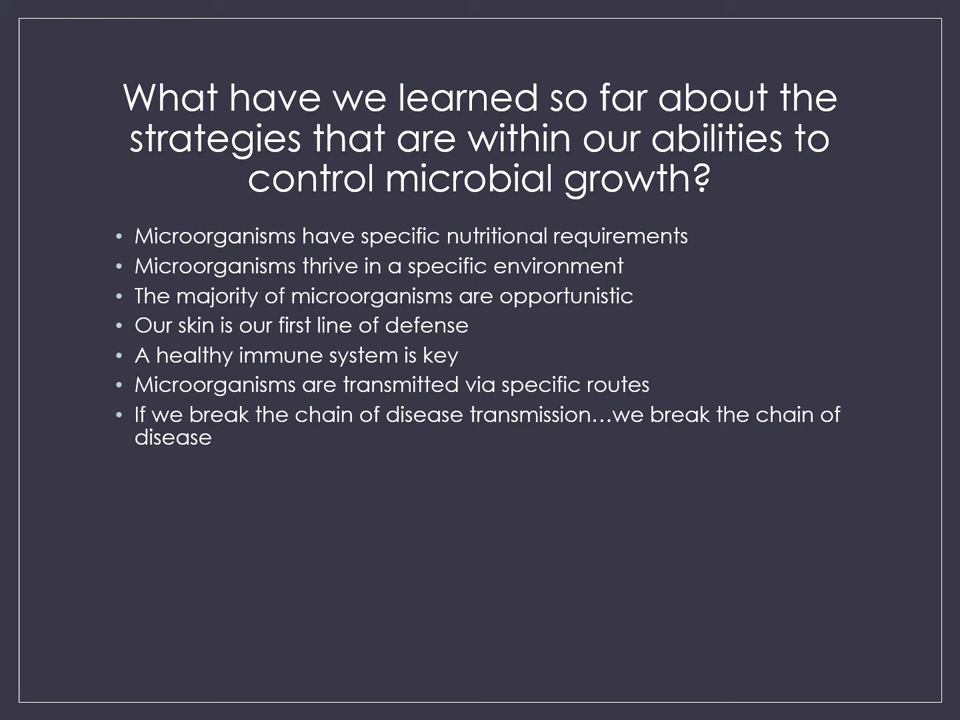 What have we learned so far about the
strategies that are within our abilities to
control microbial growth?
• Microorganisms have specific nutritional requirements
• Microorganisms thrive in a specific environment
• The majority of microorganisms are opportunistic
• Our skin is our first line of defense
• A healthy immune system is key
• Microorganisms are transmitted via specific routes
• If we break the chain of disease transmission…we break the chain of
disease